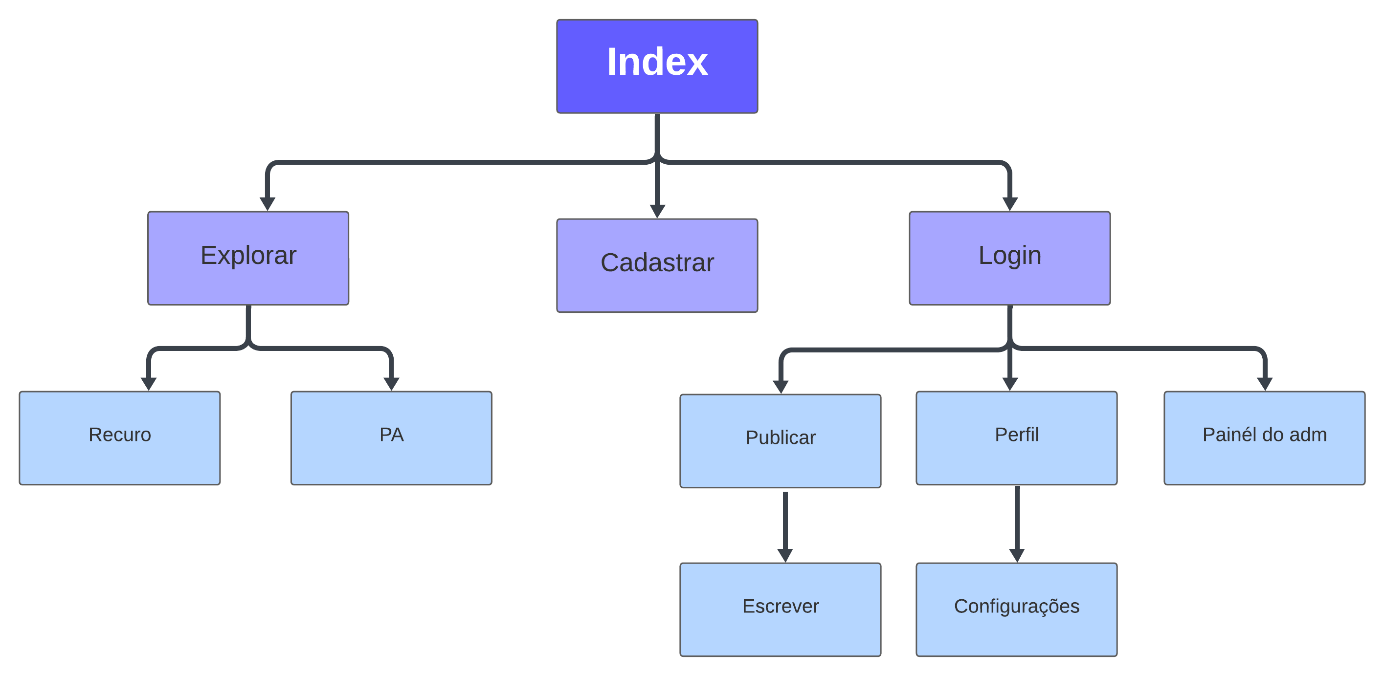 Index
Explorar
Cadastrar
Login
Recuro
PA
Publicar
Perfil
Painél do adm
Escrever
Configurações